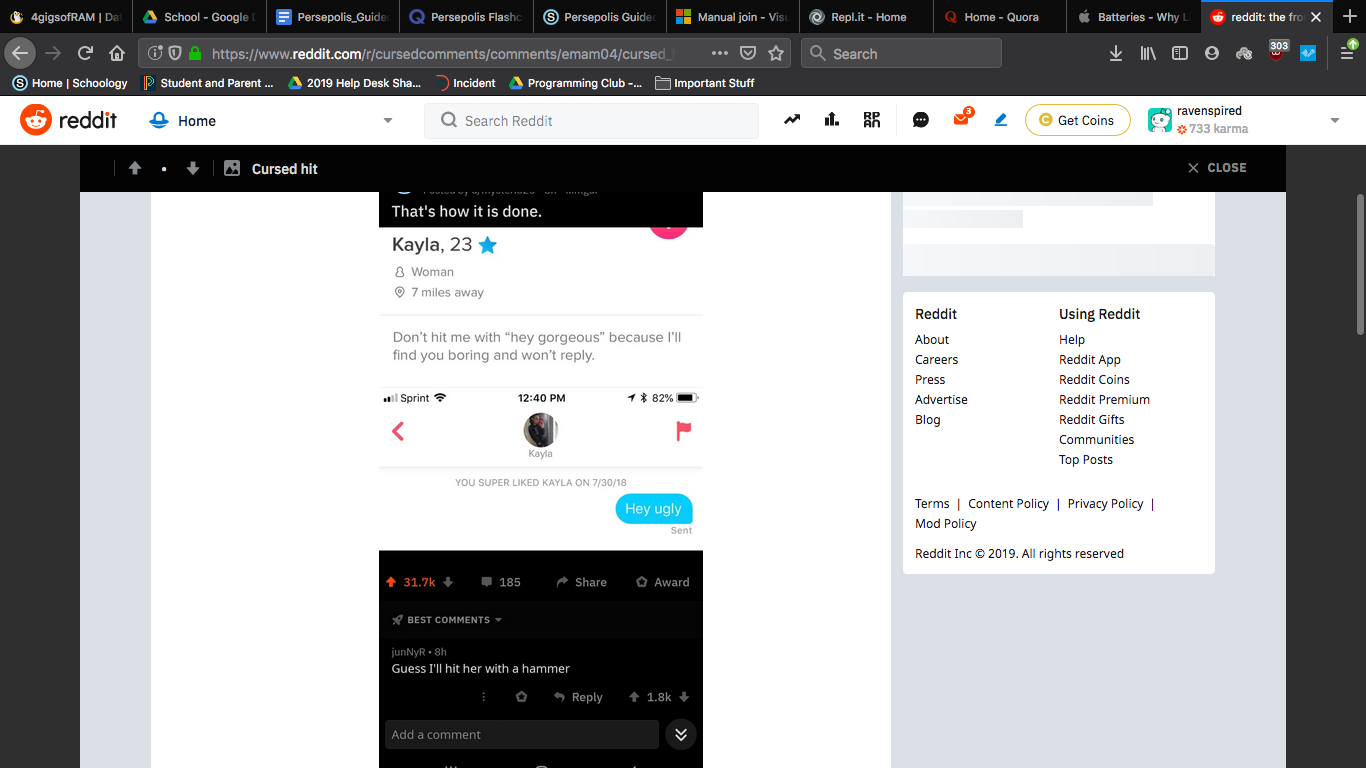 4gigsofRAM | Da
School - Google D
Persepolis_Guide
Persepolis Flashc
Persepolis Guide
Manual join - Vis
Repl.it - Home
Home - Quora
Batteries - Why L
reddit: the fro
https://www.reddit.com/r/cursedcomments/comments/emam04/cursed_
Search
303
Home | Schoology
Student and Parent ...
2019 Help Desk Sha...
Incident
Programming Club -...
Important Stuff
reddit
Home
Search Reddit
3
Get Coins
ravenspired
733 karma
Cursed hit
CLOSE
That's how it is done.
Kayla, 23
Woman
7 miles away
Don't hit me with “hey gorgeous” because I'll
find you boring and won't reply.
Sprint
12:40 PM
82%
Kayla
YOU SUPER LIKED KAYLA ON 7/30/18
Hey ugly
Sent
31.7k
185
Share
Award
BEST COMMENTS
junNyR • 8h
Guess I'll hit her with a hammer
Reply
1.8k
Add a comment
Reddit
Using Reddit
About
Help
Careers
Reddit App
Press
Reddit Coins
Advertise
Reddit Premium
Blog
Reddit Gifts
Communities
Top Posts
Terms | Content Policy | Privacy Policy |
Mod Policy
Reddit Inc © 2019. All rights reserved